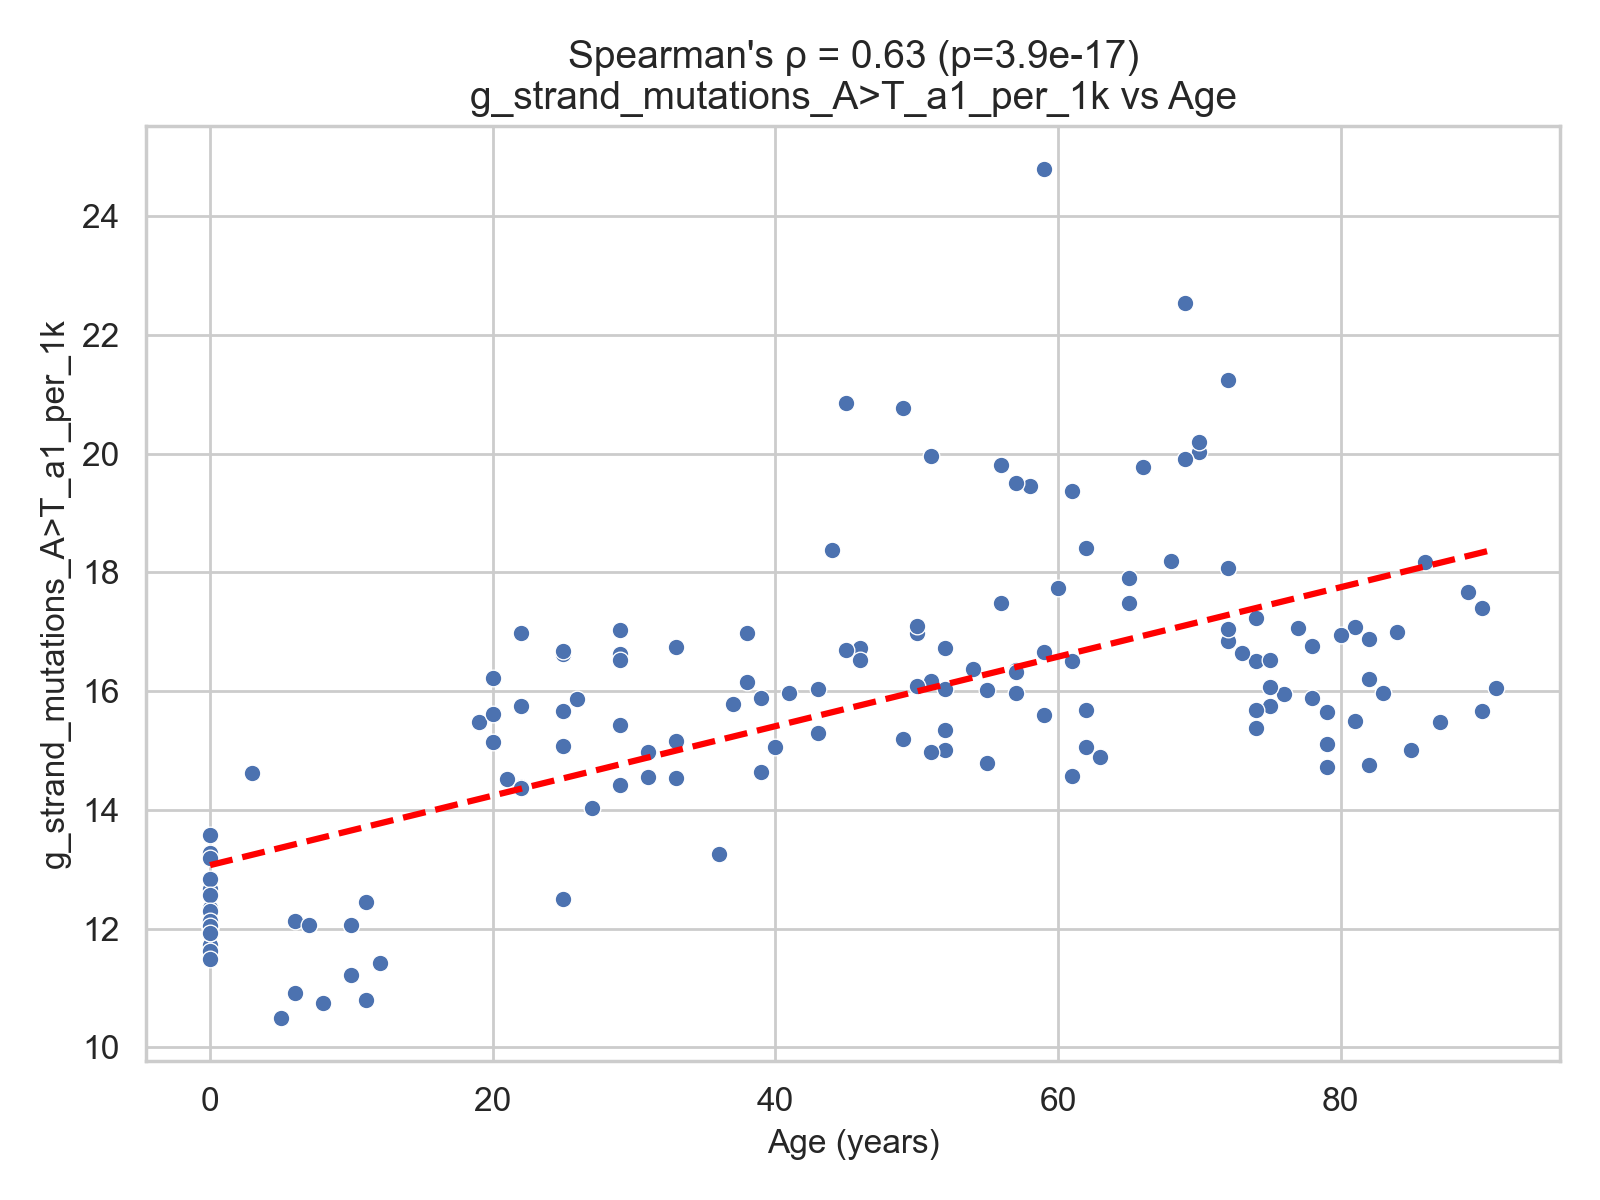 Spearman's ρ = 0.63 (p=3.9e-17)
g_strand_mutations_A>T_a1_per_1k vs Age
g_strand_mutations_A>T_a1_per_1k
24
22
20
18
16
14
12
10
0 20 40 60 80
Age (years)